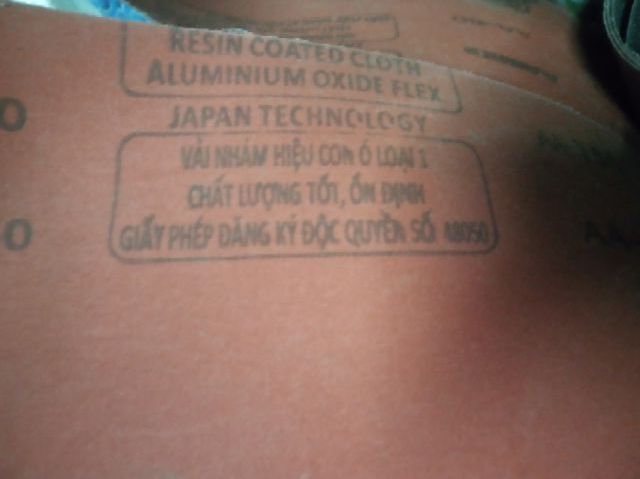 RESIN COATED CLOTH
ALUMINIUM OXIDE FLEX
JAPAN TECHNOLOGY
VẢI NHÁM HIỆU CON Ó LOẠI 1
CHẤT LƯỢNG TỐT, ỔN ĐỊNH
GIẤY PHÉP ĐĂNG KÝ ĐỘC QUYỀN SỐ 48050